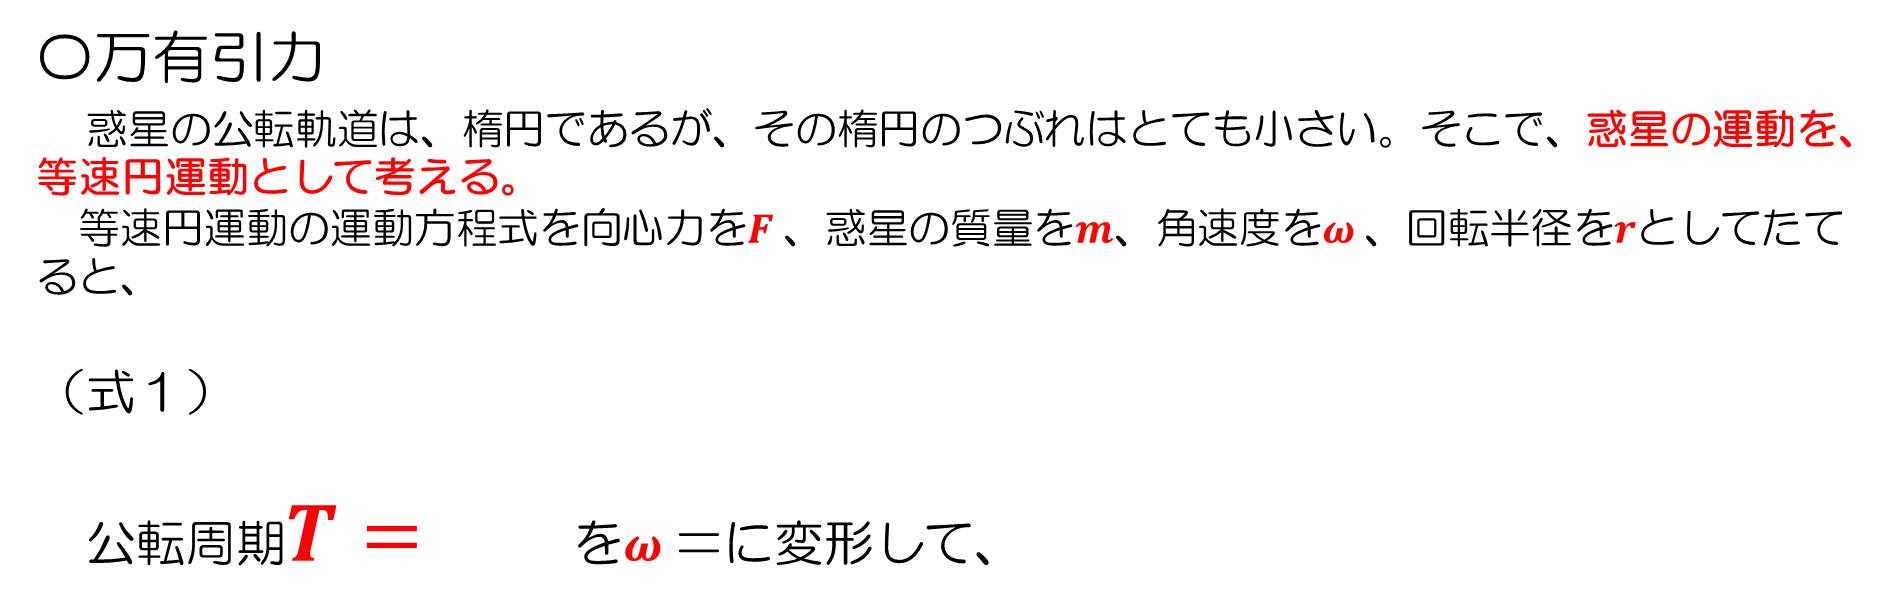 〇万有引力
惑星の公転軌道は、楕円であるが、その楕円のつぶれはとても小さい。そこで、惑星の運動を、
等速円運動として考える。
等速円運動の運動方程式を向心力をF、惑星の質量をm、角速度をω、回転半径をrとしてたて
ると、
（式１）
公転周期T = をω＝に変形して、